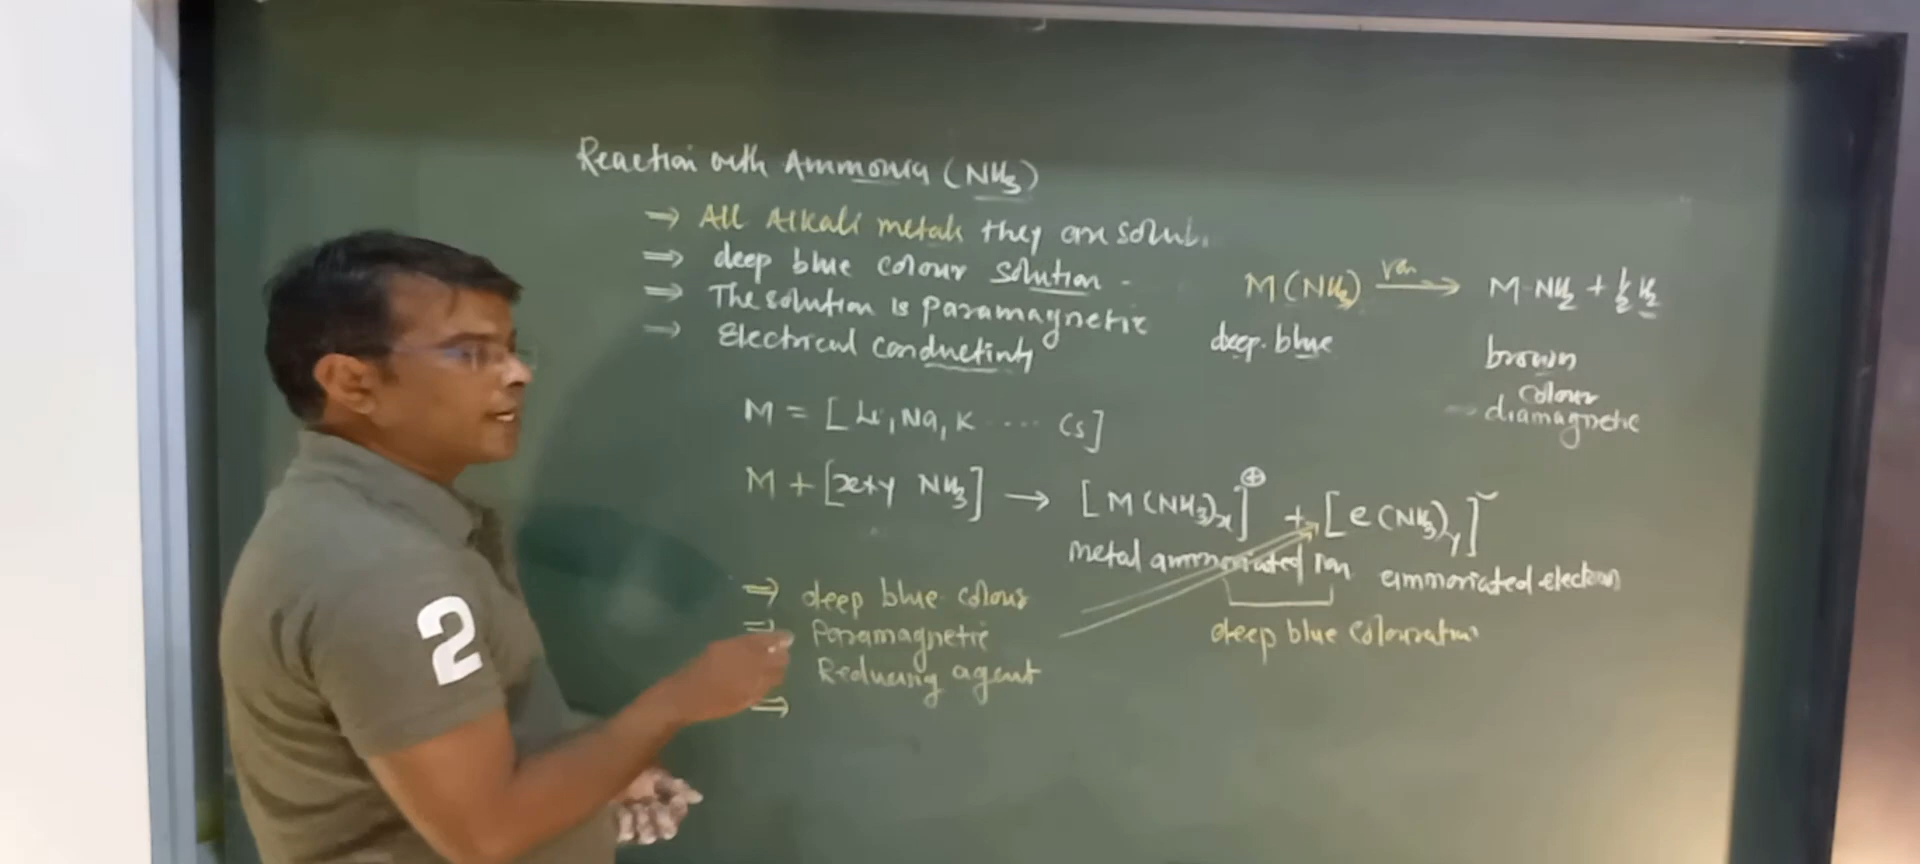 Reaction with Ammonia (NH₃)
→ All Alkali metals they are solub.
⇒ deep blue colour solution -
⇒ The solution is paramagnetic
⇒ Electrical conductivity
M(NH₃) ⟶ M-NH₂ + ½ H₂
deep-blue
brown
colour
- diamagnetic
M = [Li, Na, K .... Cs]
M + [x+y NH₃] → [M(NH₃)ₓ]⊕ + [e(NH₃)y]⁻
metal ammoniated ion ammoniated electron
deep blue colouration
⇒ deep blue colour
⇒ Paramagnetic
Reducing agent
⇒
2